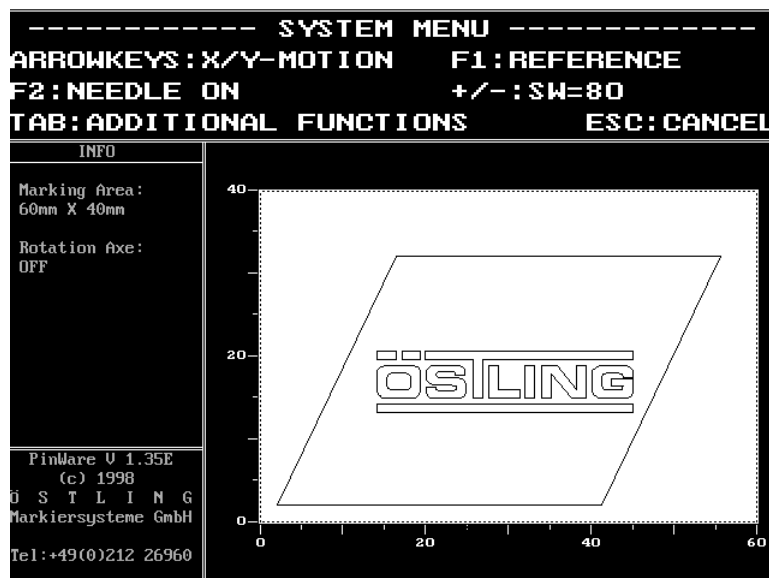 ------------ SYSTEM MENU -------------
ARROWKEYS:X/Y-MOTION F1:REFERENCE
F2:NEEDLE ON +/-:SW=80
TAB:ADDITIONAL FUNCTIONS ESC:CANCEL
INFO
Marking Area:
60mm X 40mm
Rotation Axe:
OFF
PinWare V 1.35E
(c) 1998
Ö S T L I N G
Markiersysteme GmbH
Tel:+49(0)212 26960
40
20
0
ÖSTLING
0 20 40 60